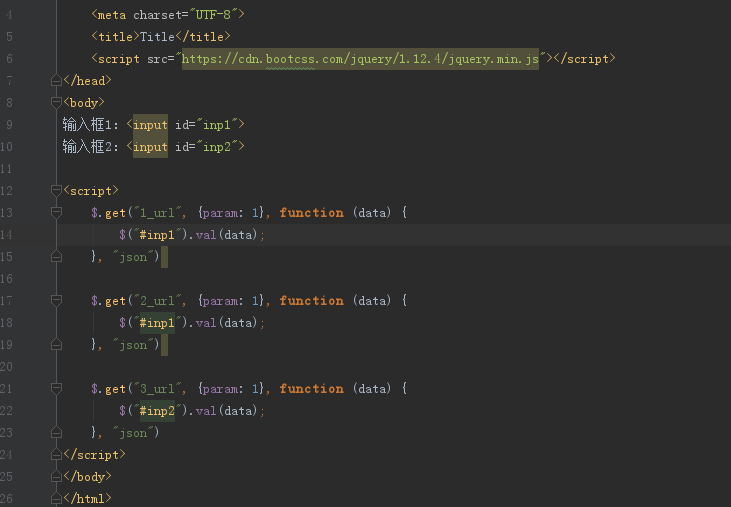 4 <meta charset="UTF-8">
5 <title>Title</title>
6 <script src="https://cdn.bootcss.com/jquery/1.12.4/jquery.min.js"></script>
7 </head>
8 <body>
9 输入框1: <input id="inp1">
10 输入框2: <input id="inp2">
11
12 <script>
13 $.get("1_url", {param: 1}, function (data) {
14 $("#inp1").val(data);
15 }, "json")
16
17 $.get("2_url", {param: 1}, function (data) {
18 $("#inp1").val(data);
19 }, "json")
20
21 $.get("3_url", {param: 1}, function (data) {
22 $("#inp2").val(data);
23 }, "json")
24 </script>
25 </body>
26 </html>